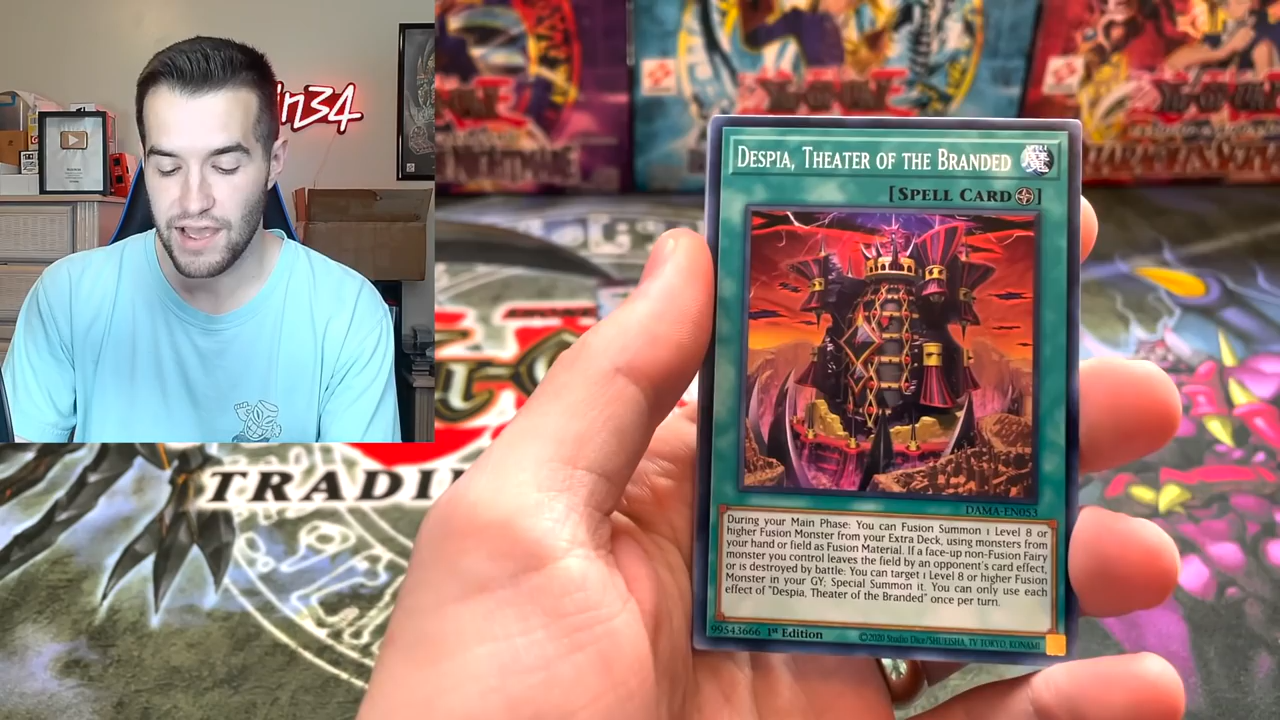 n34
DESPIA, THEATER OF THE BRANDED 魔
[SPELL CARD]
DAMA-EN053
During your Main Phase: You can Fusion Summon 1 Level 8 or
higher Fusion Monster from your Extra Deck, using monsters from
your hand or field as Fusion Material. If a face-up non-Fusion Fairy
monster you control leaves the field by an opponent's card effect,
or is destroyed by battle: You can target 1 Level 8 or higher Fusion
Monster in your GY; Special Summon it. You can only use each
effect of "Despia, Theater of the Branded" once per turn.
99543666 1st Edition ©2020 Studio Dice/SHUEISHA, TV TOKYO, KONAMI
TRADI